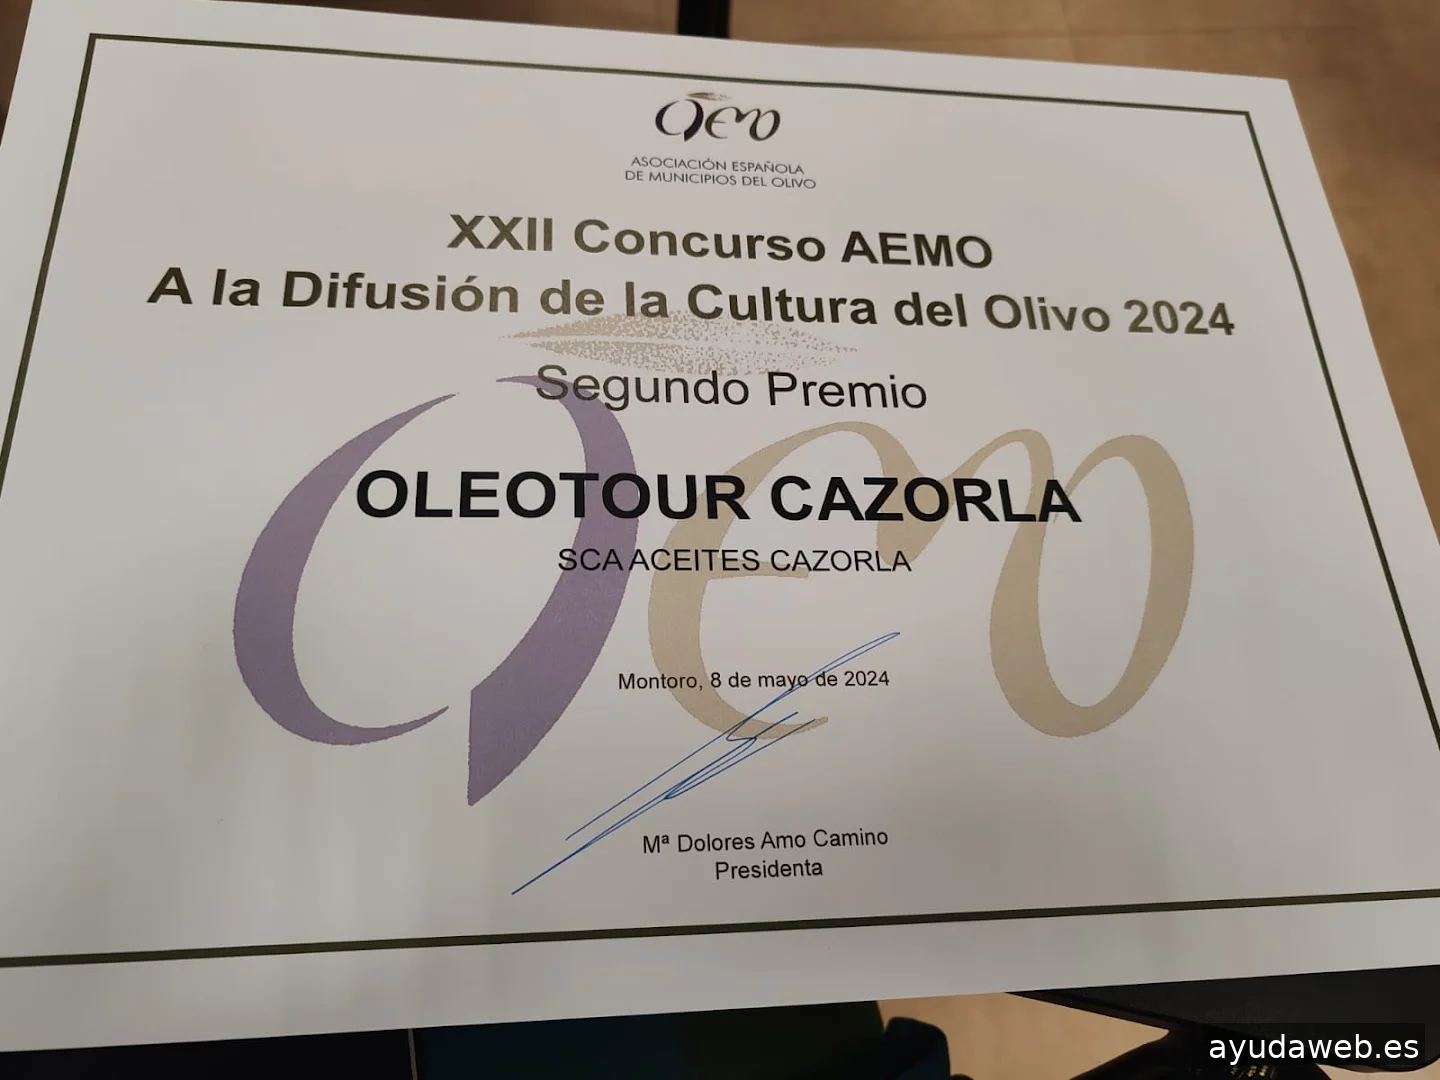 aemo
ASOCIACIÓN ESPAÑOLA
DE MUNICIPIOS DEL OLIVO
XXII Concurso AEMO
A la Difusión de la Cultura del Olivo 2024
Segundo Premio
aemo
OLEOTOUR CAZORLA
SCA ACEITES CAZORLA
Montoro, 8 de mayo de 2024
Mª Dolores Amo Camino
Presidenta
ayudaweb.es